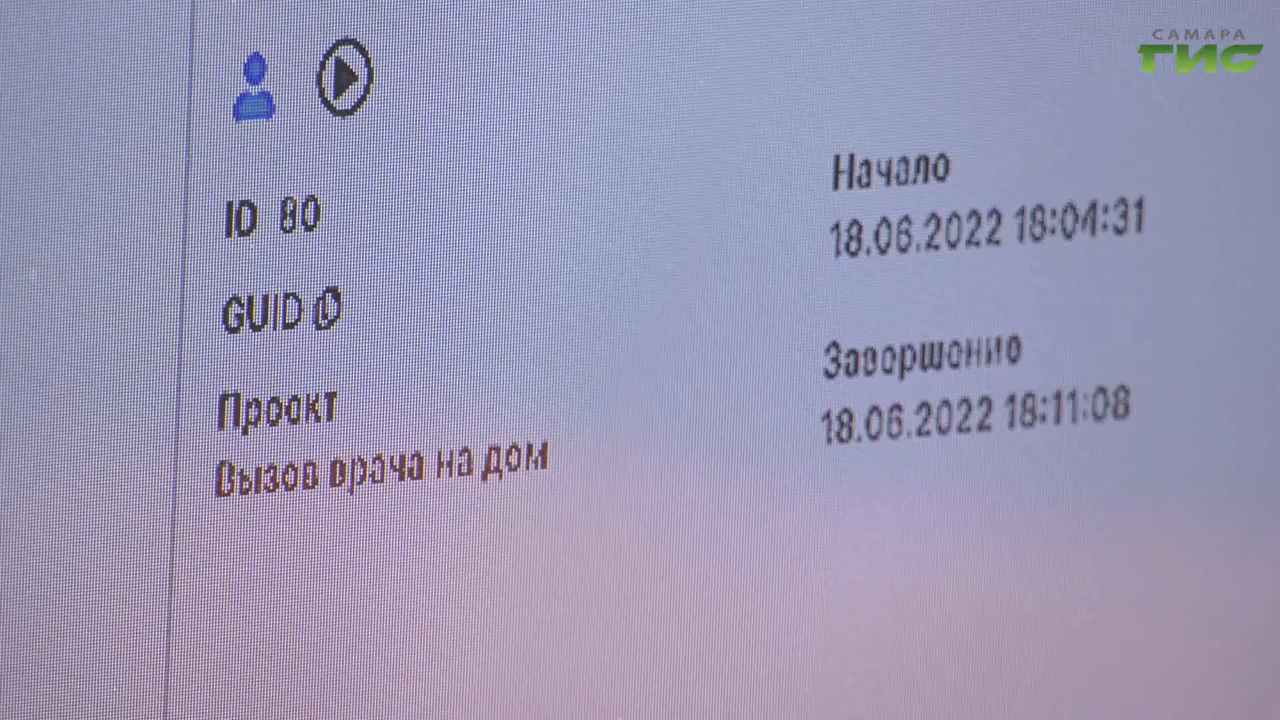 САМАРА
ГИС
ID 80
GUID
Проект
Вызов врача на дом
Начало
18.06.2022 18:04:31
Завершение
18.06.2022 18:11:08